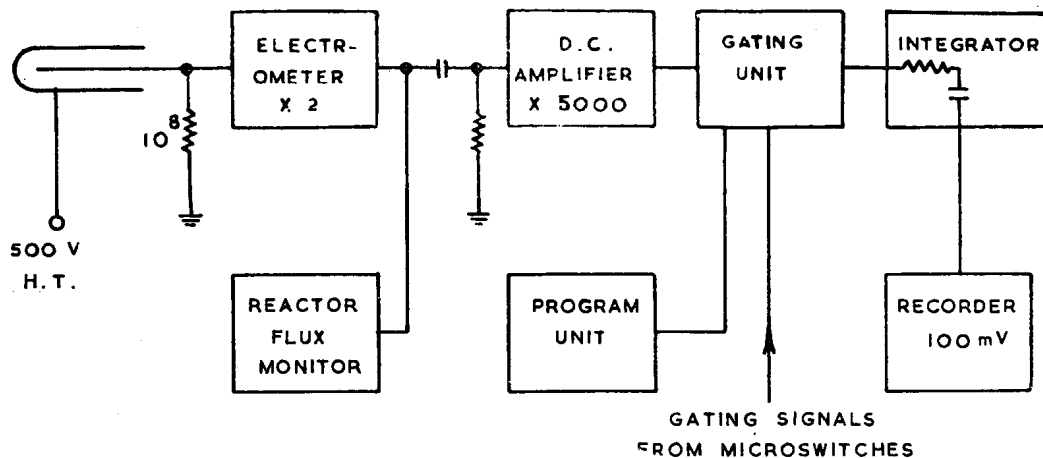 ELECTR-
OMETER
X 2
D.C.
AMPLIFIER
X 5000
GATING
UNIT
INTEGRATOR
10⁸
500 V
H.T.
REACTOR
FLUX
MONITOR
PROGRAM
UNIT
RECORDER
100 mV
GATING SIGNALS
FROM MICROSWITCHES